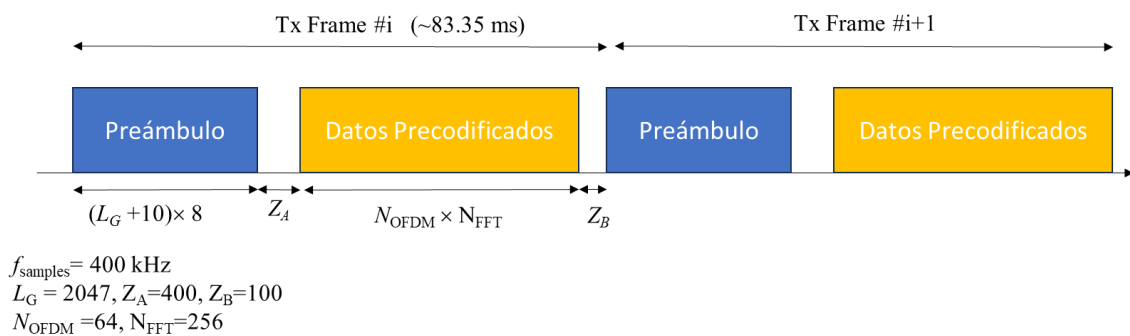 Tx Frame #i (~83.35 ms)
Tx Frame #i+1
Preámbulo
Datos Precodificados
Preámbulo
Datos Precodificados
(L_G +10)× 8
Z_A
N_OFDM × N_FFT
Z_B
f_samples= 400 kHz
L_G = 2047, Z_A=400, Z_B=100
N_OFDM =64, N_FFT=256